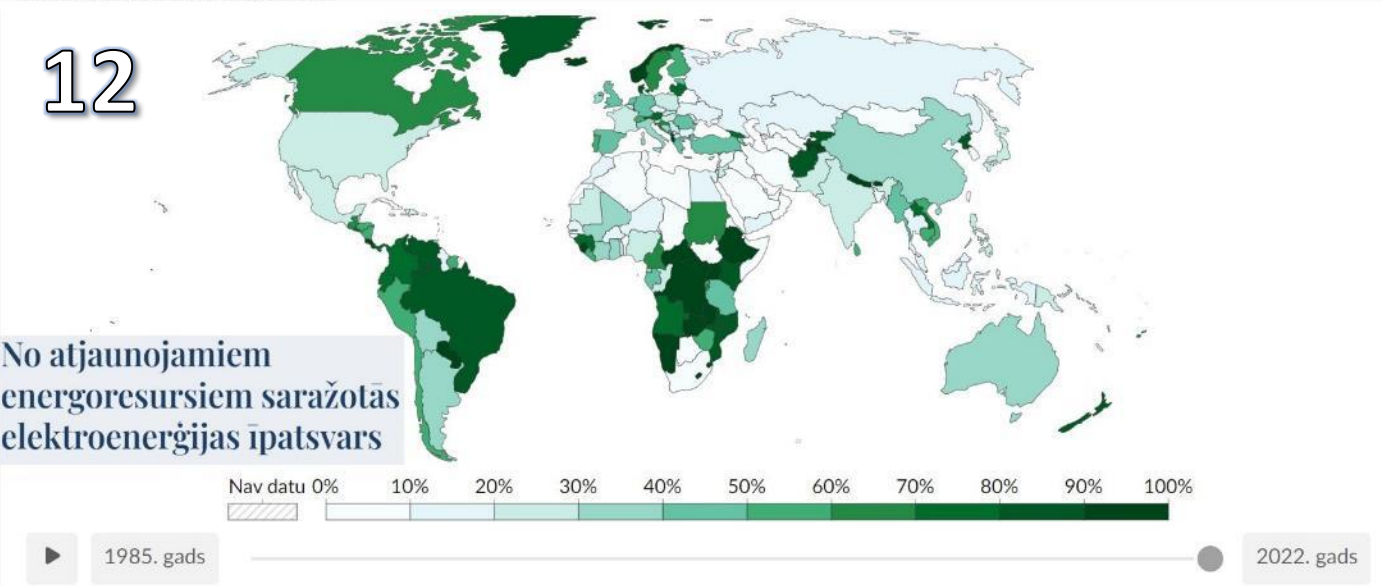 12
No atjaunojamiem
energoresursiem saražotās
elektroenerģijas īpatsvars
Nav datu 0% 10% 20% 30% 40% 50% 60% 70% 80% 90% 100%
1985. gads 2022. gads